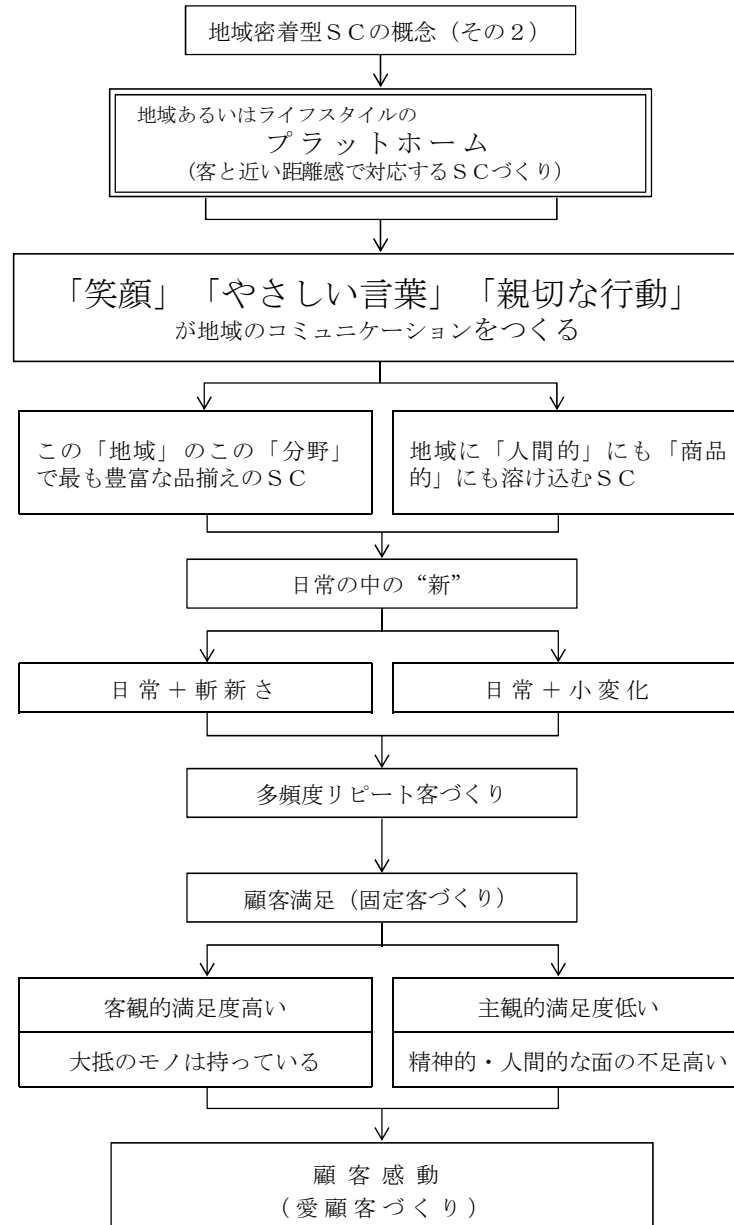 地域密着型ＳＣの概念（その２）
地域あるいはライフスタイルの
プラットホーム
（客と近い距離感で対応するＳＣづくり）
「笑顔」「やさしい言葉」「親切な行動」
が地域のコミュニケーションをつくる
この「地域」のこの「分野」
で最も豊富な品揃えのＳＣ
地域に「人間的」にも「商品
的」にも溶け込むＳＣ
日常の中の“新”
日常＋斬新さ
日常＋小変化
多頻度リピート客づくり
顧客満足（固定客づくり）
客観的満足度高い
大抵のモノは持っている
主観的満足度低い
精神的・人間的な面の不足高い
顧客感動
（愛顧客づくり）